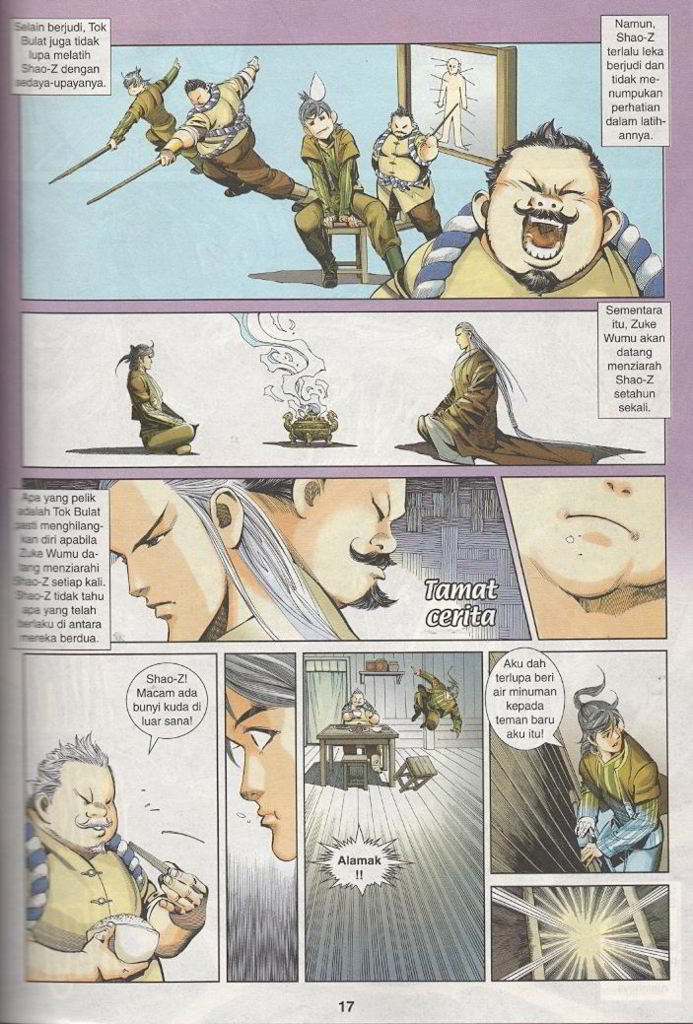 Selain berjudi, Tok
Bulat juga tidak
lupa melatih
Shao-Z dengan
sedaya-upayanya.
Namun,
Shao-Z
terlalu leka
berjudi dan
tidak me-
numpukan
perhatian
dalam latih-
annya.
Sementara
itu, Zuke
Wumu akan
datang
menziarah
Shao-Z
setahun
sekali.
Apa yang pelik
adalah Tok Bulat
pasti menghilang-
kan diri apabila
Zuke Wumu da-
tang menziarahi
Shao-Z setiap kali.
Shao-Z tidak tahu
apa yang telah
berlaku di antara
mereka berdua.
Tamat
cerita
Shao-Z!
Macam ada
bunyi kuda di
luar sana!
Alamak
!!
Aku dah
terlupa beri
air minuman
kepada
teman baru
aku itu!
17